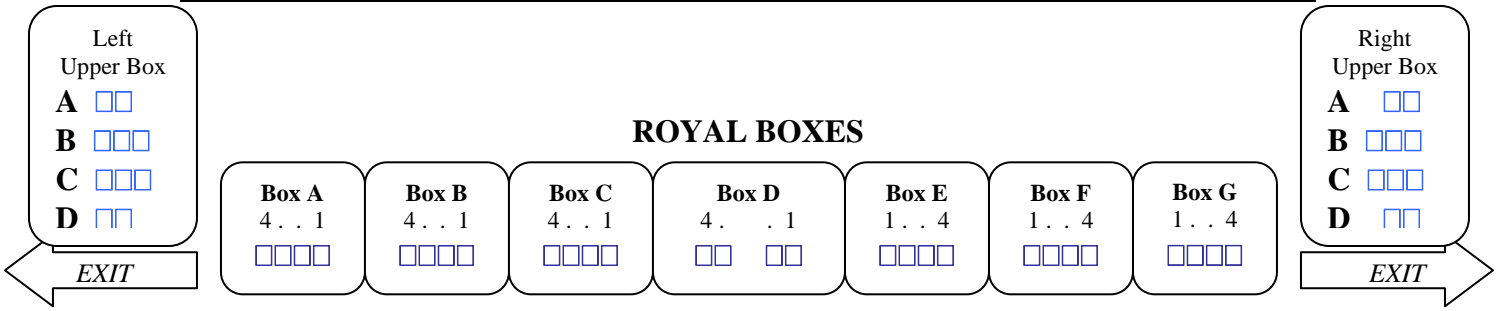 Left
Upper Box
A □□
B □□□
C □□□
D □□
EXIT
ROYAL BOXES
Box A
4 . . 1
□□□□
Box B
4 . . 1
□□□□
Box C
4 . . 1
□□□□
Box D
4 . . 1
□□ □□
Box E
1 . . 4
□□□□
Box F
1 . . 4
□□□□
Box G
1 . . 4
□□□□
Right
Upper Box
A □□
B □□□
C □□□
D □□
EXIT